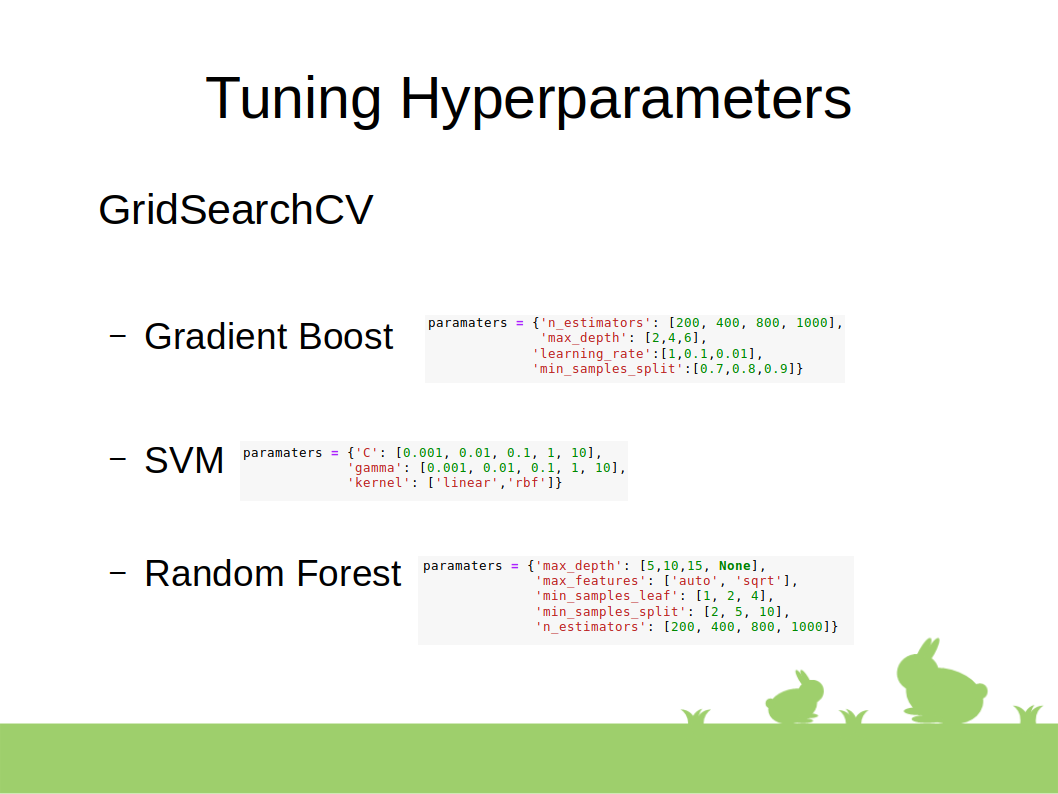 Tuning Hyperparameters
GridSearchCV
– Gradient Boost
paramaters = {'n_estimators': [200, 400, 800, 1000],
'max_depth': [2,4,6],
'learning_rate':[1,0.1,0.01],
'min_samples_split':[0.7,0.8,0.9]}
– SVM
paramaters = {'C': [0.001, 0.01, 0.1, 1, 10],
'gamma': [0.001, 0.01, 0.1, 1, 10],
'kernel': ['linear','rbf']}
– Random Forest
paramaters = {'max_depth': [5,10,15, None],
'max_features': ['auto', 'sqrt'],
'min_samples_leaf': [1, 2, 4],
'min_samples_split': [2, 5, 10],
'n_estimators': [200, 400, 800, 1000]}